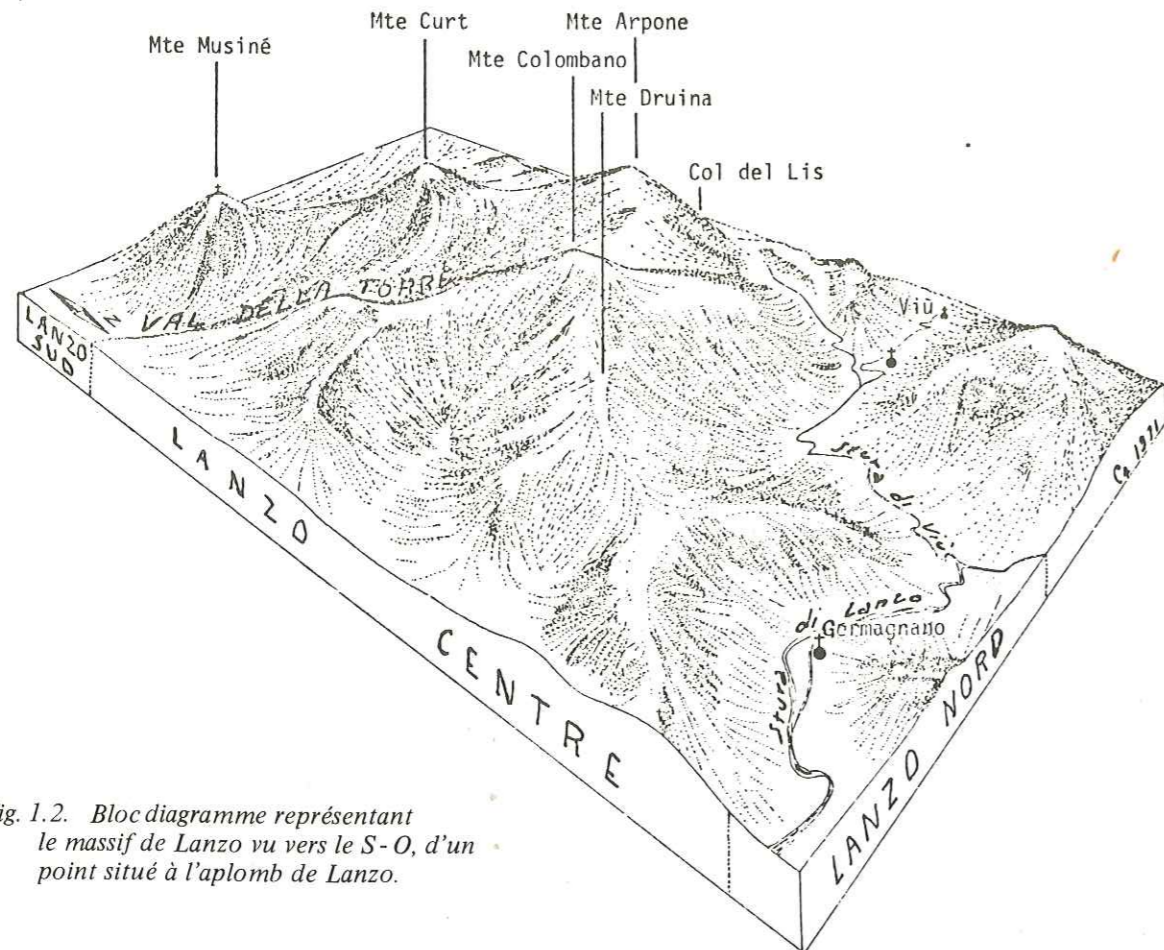 Mte Curt
Mte Arpone
Mte Musiné
Mte Colombano
Mte Druina
Col del Lis
Viù
N
VAL DELLA TORRE
LANZO
SUD
LANZO
CENTRE
Stura di Viù
Stura di Lanzo
Germagnano
LANZO NORD
1971
ig. 1.2. Bloc diagramme représentant
le massif de Lanzo vu vers le S-O, d'un
point situé à l'aplomb de Lanzo.